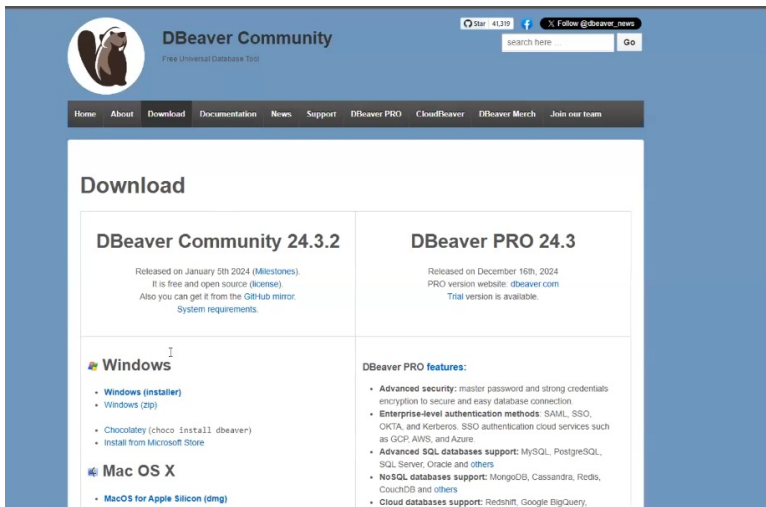 Star 41,319
Follow @dbeaver_news
DBeaver Community
Free Universal Database Tool
search here ...
Go
Home About Download Documentation News Support DBeaver PRO CloudBeaver DBeaver Merch Join our team
Download
DBeaver Community 24.3.2
Released on January 5th 2024 (Milestones).
It is free and open source (license).
Also you can get it from the GitHub mirror.
System requirements.
DBeaver PRO 24.3
Released on December 16th, 2024
PRO version website: dbeaver.com
Trial version is available.
Windows
• Windows (installer)
• Windows (zip)
• Chocolatey (choco install dbeaver)
• Install from Microsoft Store
Mac OS X
• MacOS for Apple Silicon (dmg)
DBeaver PRO features:
• Advanced security: master password and strong credentials
encryption to secure and easy database connection.
• Enterprise-level authentication methods: SAML, SSO,
OKTA, and Kerberos. SSO authentication cloud services such
as GCP, AWS, and Azure.
• Advanced SQL databases support: MySQL, PostgreSQL,
SQL Server, Oracle and others
• NoSQL databases support: MongoDB, Cassandra, Redis,
CouchDB and others
• Cloud databases support: Redshift, Google BigQuery,